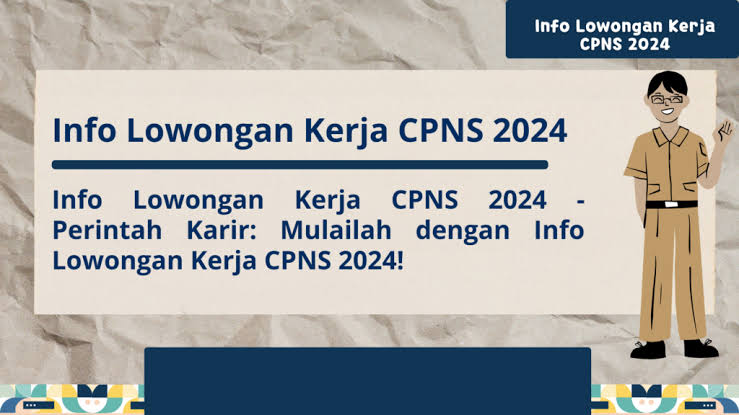 Info Lowongan Kerja
CPNS 2024
Info Lowongan Kerja CPNS 2024
Info Lowongan Kerja CPNS 2024 -
Perintah Karir: Mulailah dengan Info
Lowongan Kerja CPNS 2024!